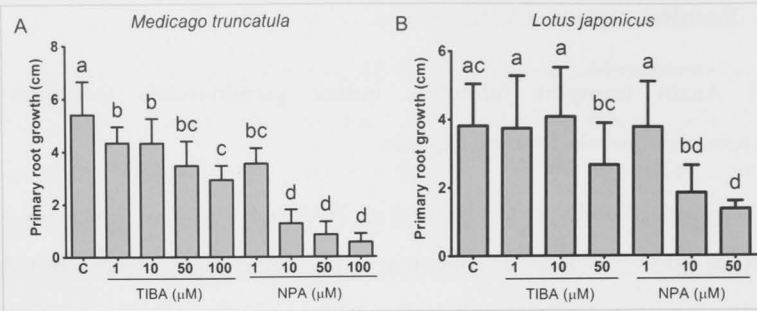 A
Medicago truncatula
Primary root growth (cm)
8
6
4
2
0
a
b
b
bc
c
bc
d
d
d
C
1
10
50
100
1
10
50
100
TIBA (μM)
NPA (μM)
B
Lotus japonicus
Primary root growth (cm)
6
4
2
0
ac
a
a
bc
a
bd
d
C
1
10
50
1
10
50
TIBA (μM)
NPA (μM)